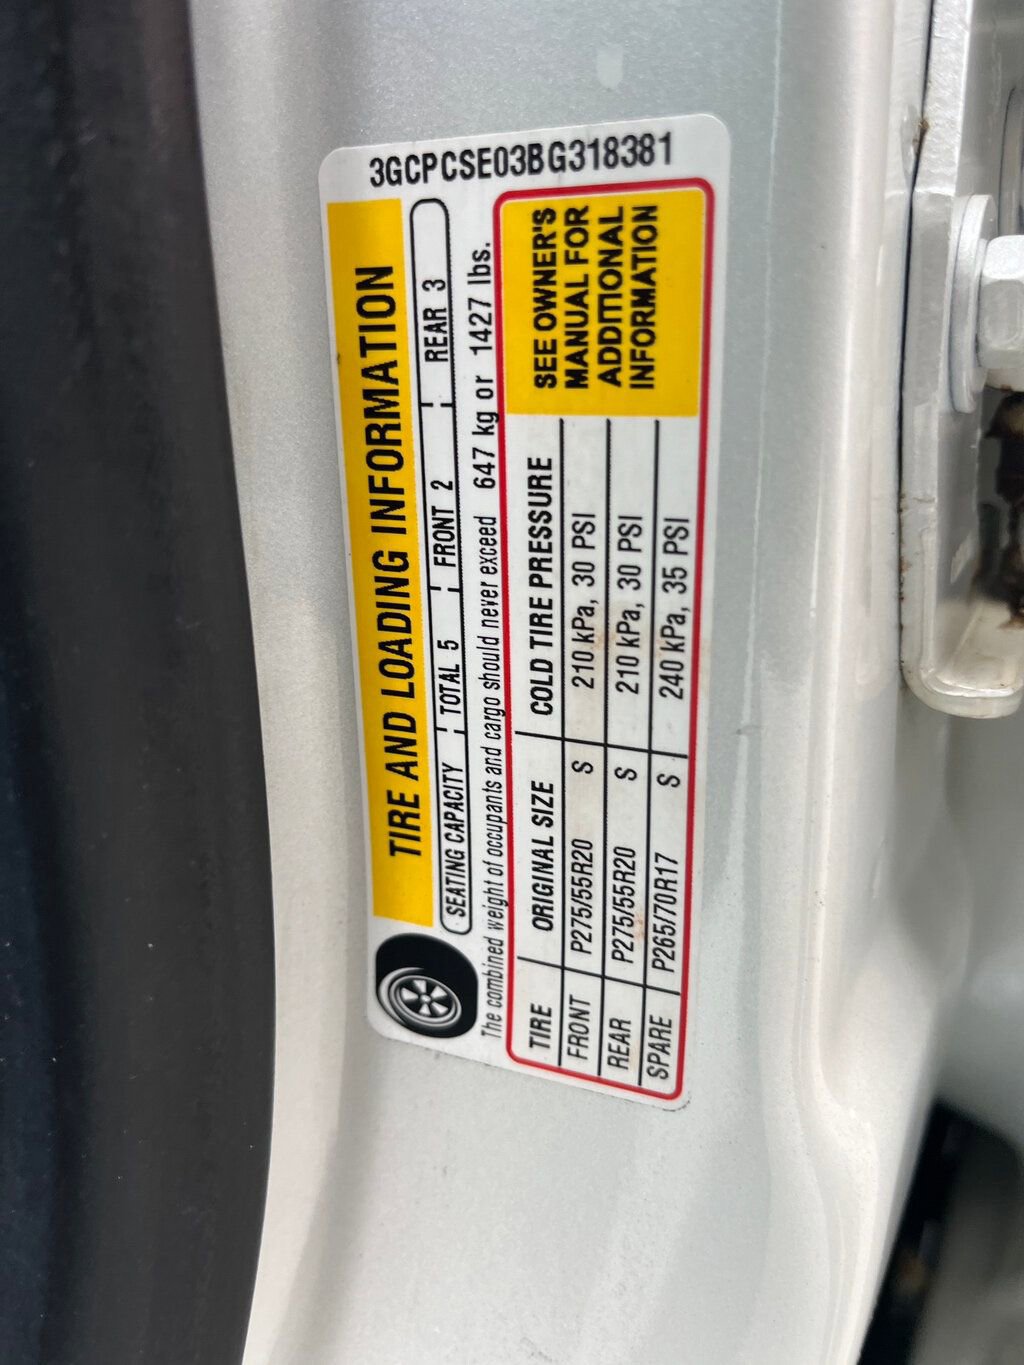 3GCPCSE03BG318381
TIRE AND LOADING INFORMATION
SEATING CAPACITY TOTAL 5 FRONT 2 REAR 3
The combined weight of occupants and cargo should never exceed 647 kg or 1427 lbs.
TIRE ORIGINAL SIZE COLD TIRE PRESSURE
FRONT P275/55R20 S 210 kPa, 30 PSI
REAR P275/55R20 S 210 kPa, 30 PSI
SPARE P265/70R17 S 240 kPa, 35 PSI
SEE OWNER'S
MANUAL FOR
ADDITIONAL
INFORMATION